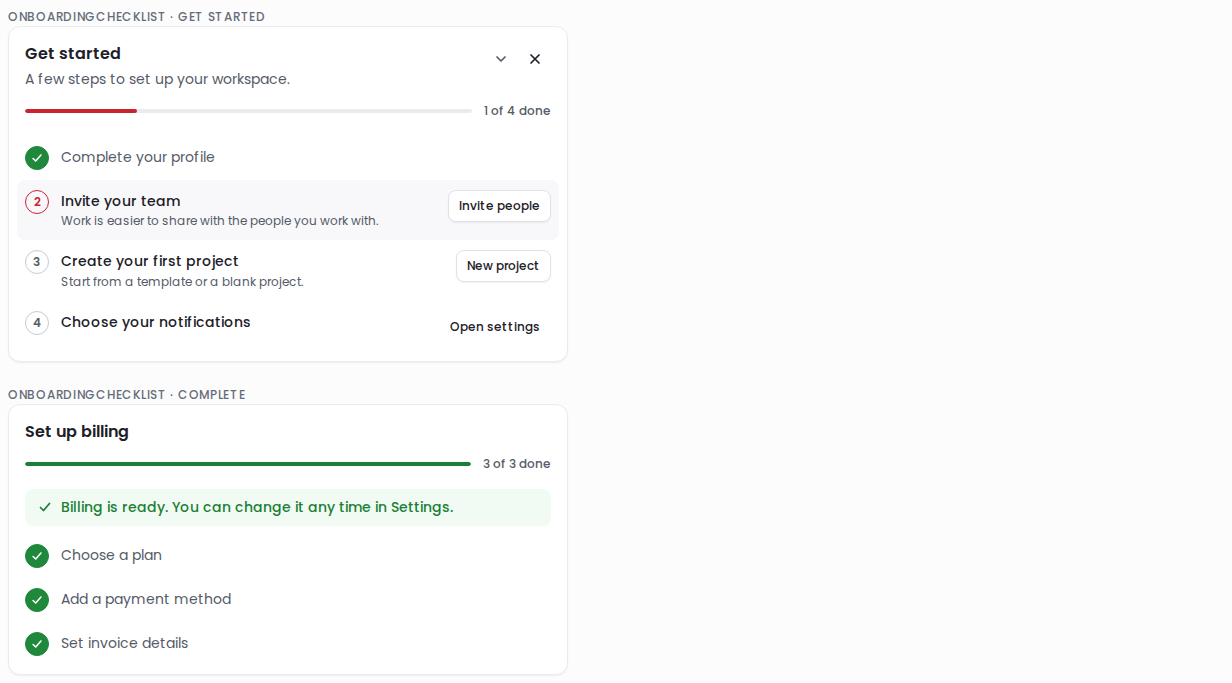 ONBOARDINGCHECKLIST · GET STARTED
Get started
A few steps to set up your workspace.
1 of 4 done
Complete your profile
2 Invite your team Invite people
Work is easier to share with the people you work with.
3 Create your first project New project
Start from a template or a blank project.
4 Choose your notifications Open settings
ONBOARDINGCHECKLIST · COMPLETE
Set up billing
3 of 3 done
Billing is ready. You can change it any time in Settings.
Choose a plan
Add a payment method
Set invoice details